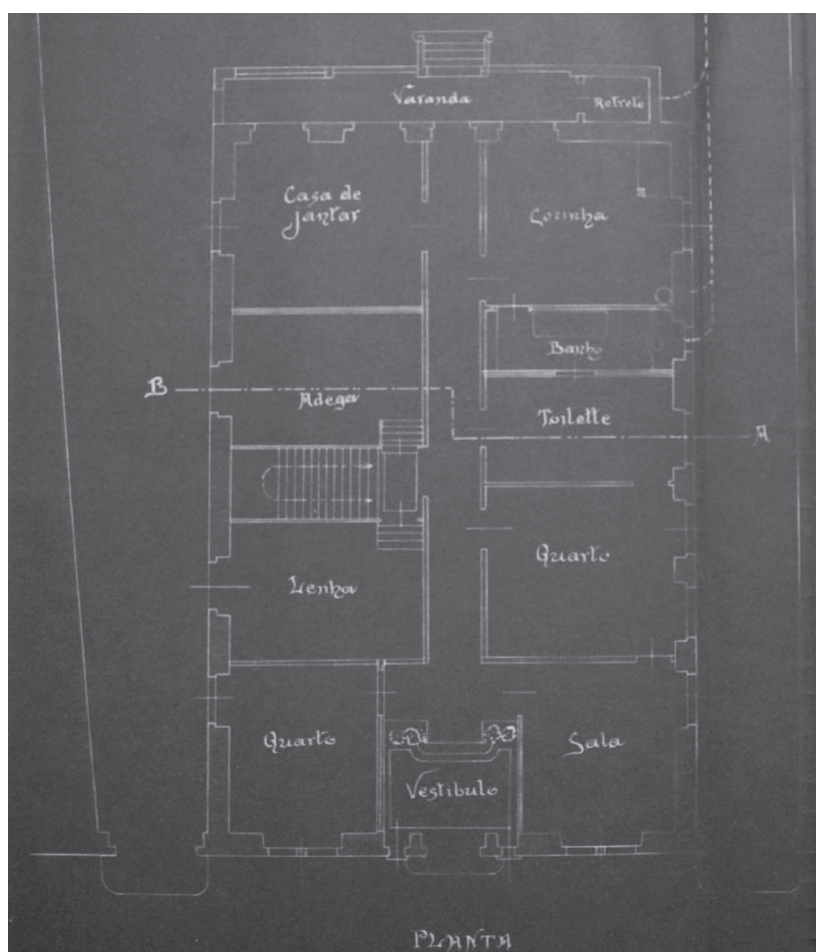 Varanda
Retrete
Casa de
Jantar
Cozinha
Banho
B
Adega
Toilette
A
Lenha
Quarto
Quarto
Sala
Vestibulo
PLANTA